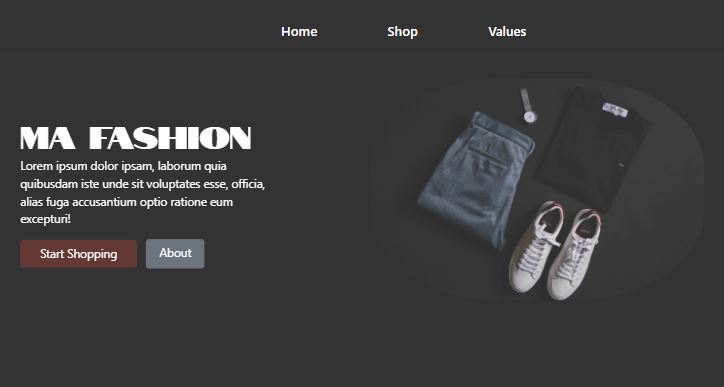 Home
Shop
Values
MA FASHION
Lorem ipsum dolor ipsam, laborum quia
quibusdam iste unde sit voluptates esse, officia,
alias fuga accusantium optio ratione eum
excepturi!
Start Shopping
About